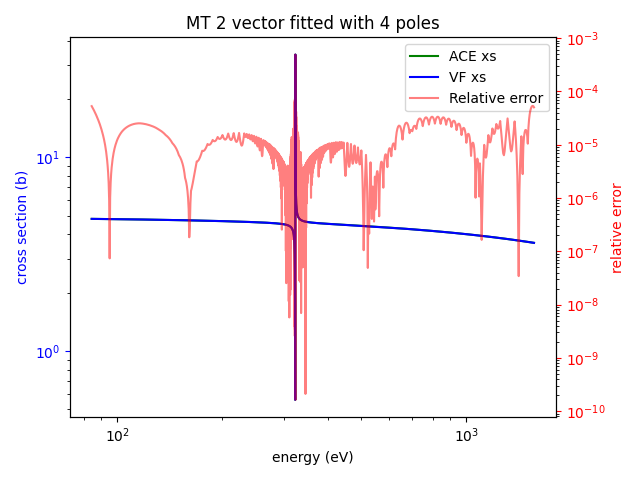 MT 2 vector fitted with 4 poles
ACE xs
VF xs
Relative error
cross section (b)
10^1
10^0
10^-3
10^-4
10^-5
10^-6
10^-7
10^-8
10^-9
10^-10
relative error
10^2
10^3
energy (eV)